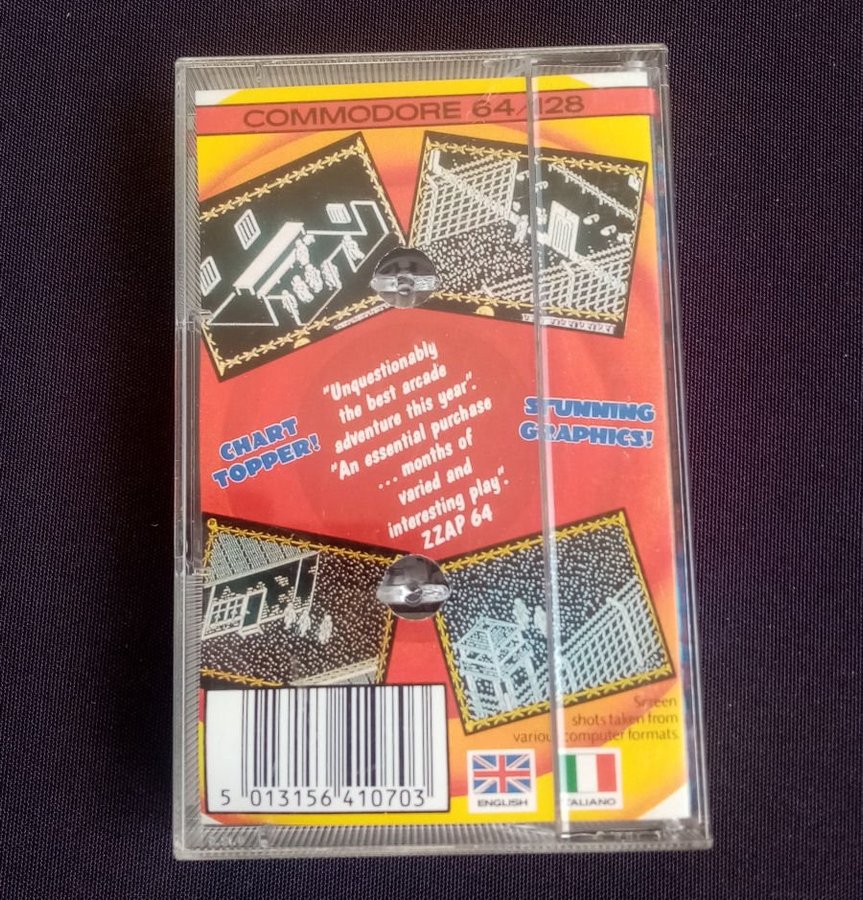 COMMODORE 64/128
"Unquestionably
the best arcade
adventure this year".
"An essential purchase
... months of
varied and
interesting play".
ZZAP 64
CHART
TOPPER!
STUNNING
GRAPHICS!
Screen
shots taken from
various computer formats.
5 013156 410703
ENGLISH
ITALIANO